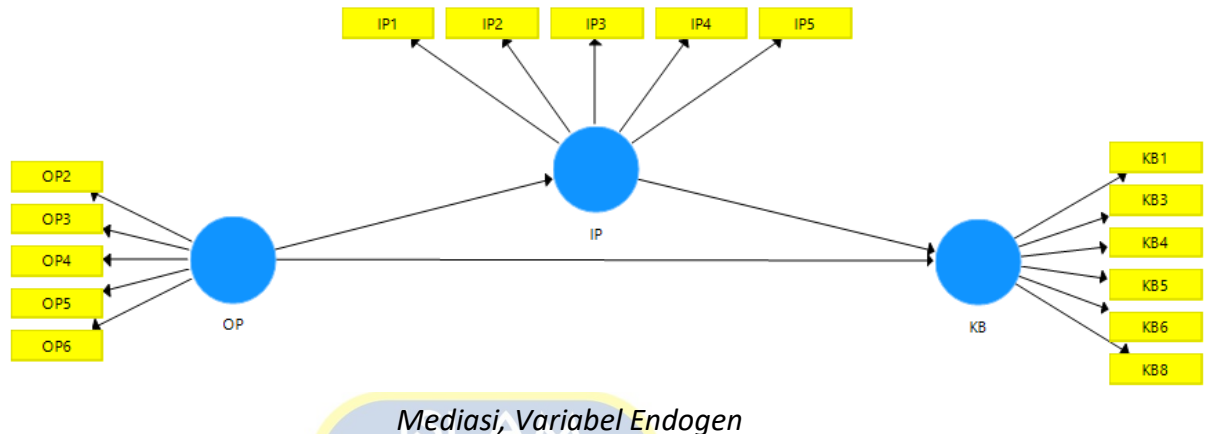 IP1 IP2 IP3 IP4 IP5
OP2
OP3
OP4
OP5
OP6
OP
IP
KB1
KB3
KB4
KB5
KB6
KB8
KB
Mediasi, Variabel Endogen